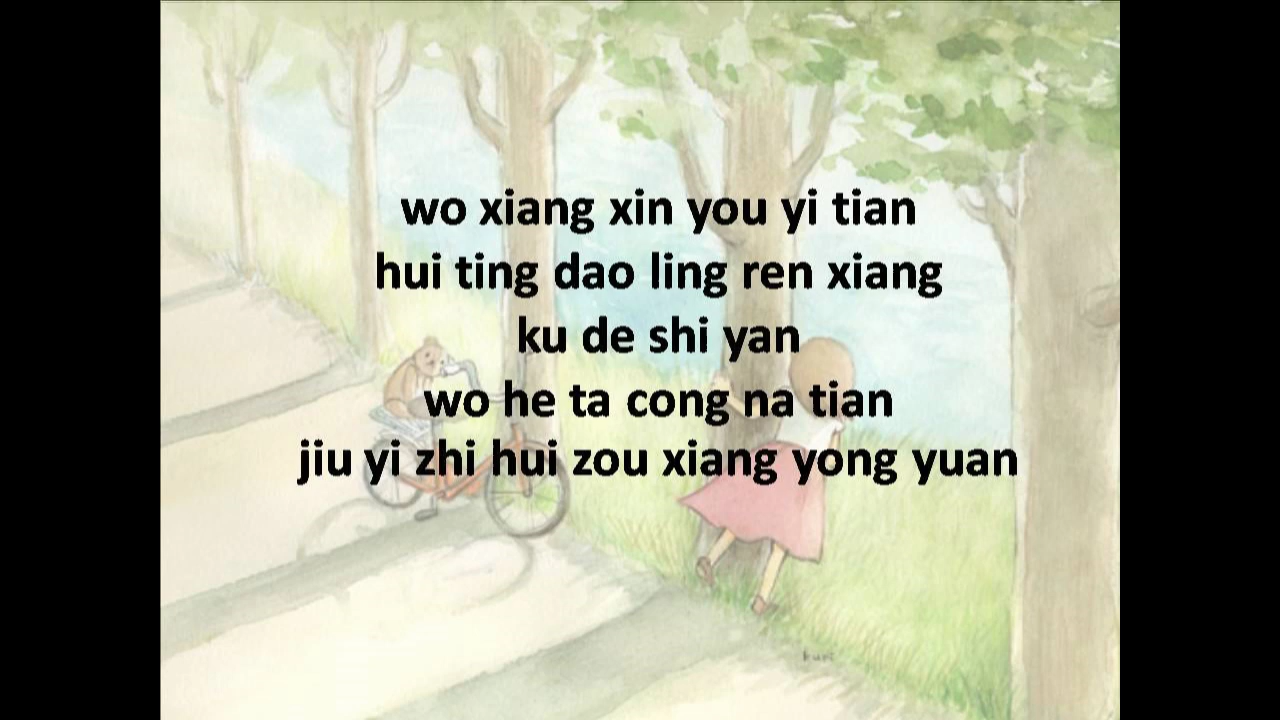 wo xiang xin you yi tian
hui ting dao ling ren xiang
ku de shi yan
wo he ta cong na tian
jiu yi zhi hui zou xiang yong yuan